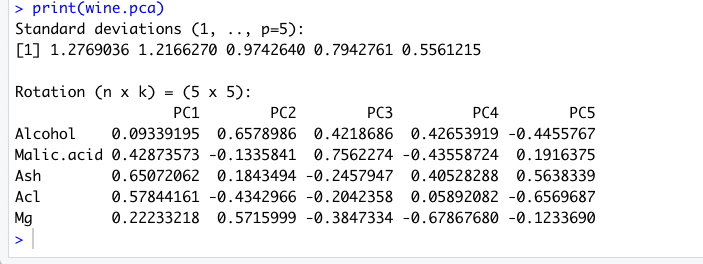 > print(wine.pca)
Standard deviations (1, .., p=5):
[1] 1.2769036 1.2166270 0.9742640 0.7942761 0.5561215

Rotation (n x k) = (5 x 5):
                  PC1        PC2        PC3         PC4        PC5
Alcohol    0.09339195  0.6578986  0.4218686  0.42653919 -0.4455767
Malic.acid 0.42873573 -0.1335841  0.7562274 -0.43558724  0.1916375
Ash        0.65072062  0.1843494 -0.2457947  0.40528288  0.5638339
Acl        0.57844161 -0.4342966 -0.2042358  0.05892082 -0.6569687
Mg         0.22233218  0.5715999 -0.3847334 -0.67867680 -0.1233690
>